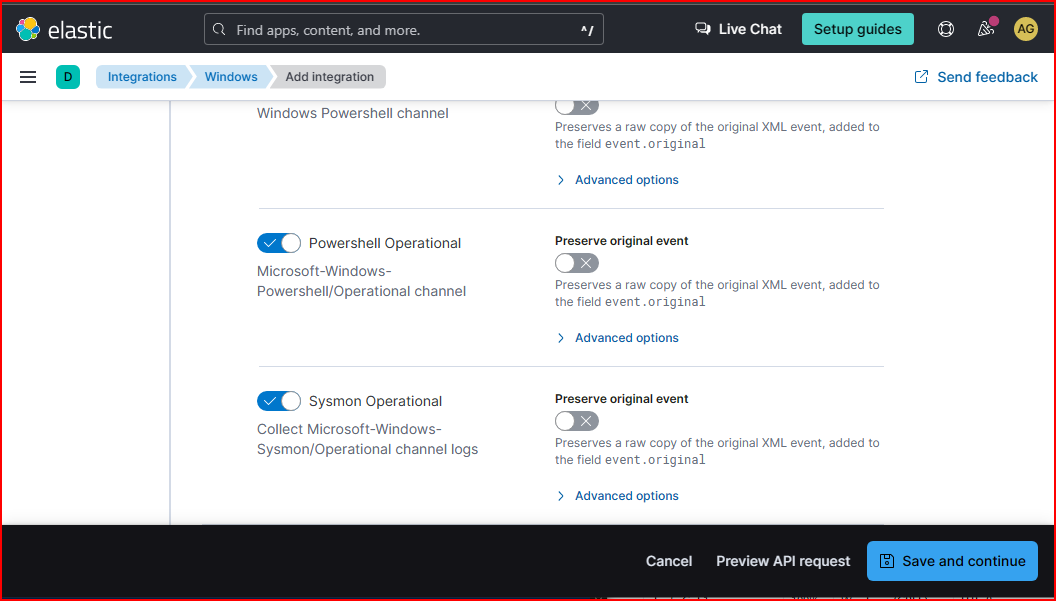 elastic
Find apps, content, and more.
^/
Live Chat
Setup guides
AG
D
Integrations
Windows
Add integration
Send feedback
Windows Powershell channel
Preserves a raw copy of the original XML event, added to
the field event.original
Advanced options
Powershell Operational
Microsoft-Windows-
Powershell/Operational channel
Preserve original event
Preserves a raw copy of the original XML event, added to
the field event.original
Advanced options
Sysmon Operational
Collect Microsoft-Windows-
Sysmon/Operational channel logs
Preserve original event
Preserves a raw copy of the original XML event, added to
the field event.original
Advanced options
Cancel
Preview API request
Save and continue